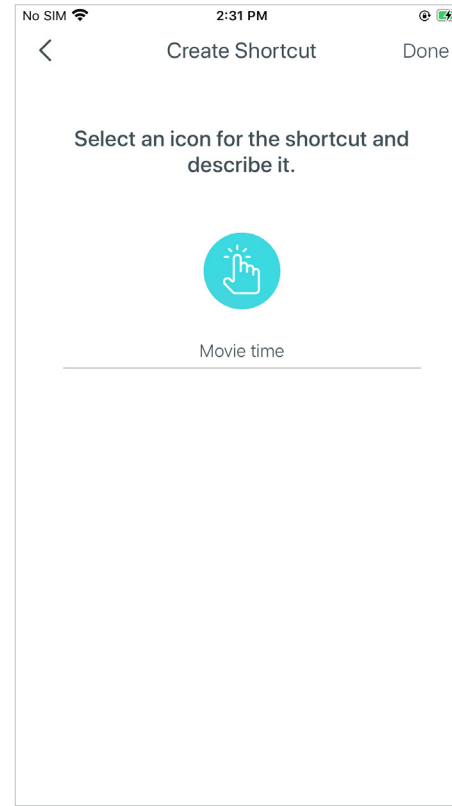 No SIM
2:31 PM
Create Shortcut
Done
Select an icon for the shortcut and
describe it.
Movie time